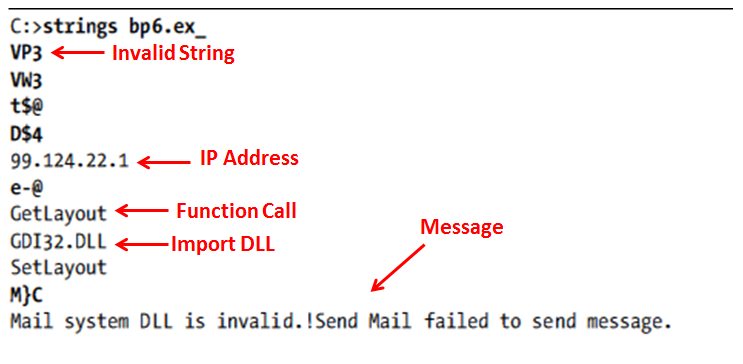 C:>strings bp6.ex_
VP3 Invalid String
VW3
t$@
D$4
99.124.22.1 IP Address
e-@
GetLayout Function Call
GDI32.DLL Import DLL
Message
SetLayout
M}C
Mail system DLL is invalid.!Send Mail failed to send message.